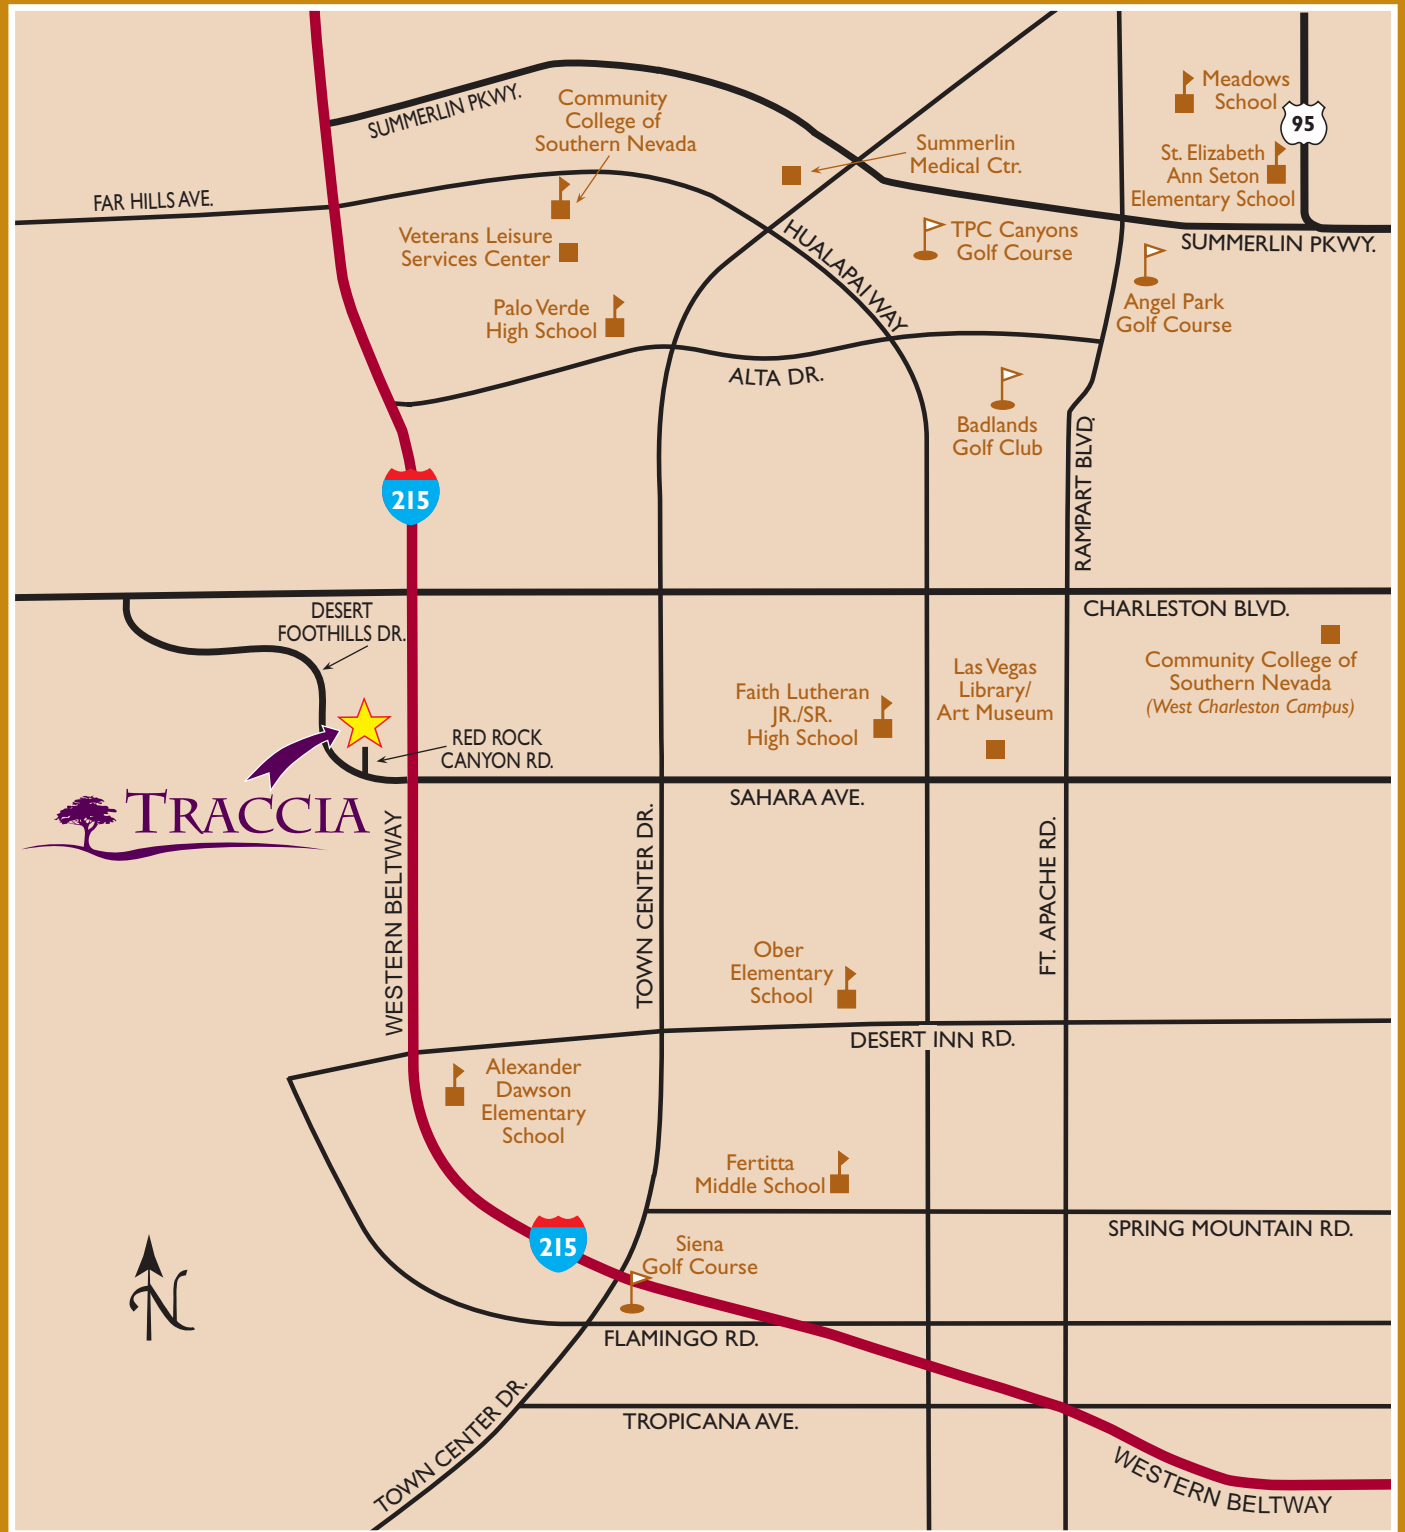 SUMMERLIN PKWY.
Community
College of
Southern Nevada
Meadows
School
95
Summerlin
Medical Ctr.
St. Elizabeth
Ann Seton
Elementary School
FAR HILLS AVE.
Veterans Leisure
Services Center
HUALAPAI WAY
TPC Canyons
Golf Course
SUMMERLIN PKWY.
Palo Verde
High School
Angel Park
Golf Course
ALTA DR.
Badlands
Golf Club
RAMPART BLVD.
215
DESERT
FOOTHILLS DR.
CHARLESTON BLVD.
Community College of
Southern Nevada
(West Charleston Campus)
Las Vegas
Library/
Art Museum
Faith Lutheran
JR./SR.
High School
RED ROCK
CANYON RD.
TRACCIA
SAHARA AVE.
WESTERN BELTWAY
TOWN CENTER DR.
FT. APACHE RD.
Ober
Elementary
School
DESERT INN RD.
Alexander
Dawson
Elementary
School
Fertitta
Middle School
SPRING MOUNTAIN RD.
215
Siena
Golf Course
N
FLAMINGO RD.
TOWN CENTER DR.
TROPICANA AVE.
WESTERN BELTWAY